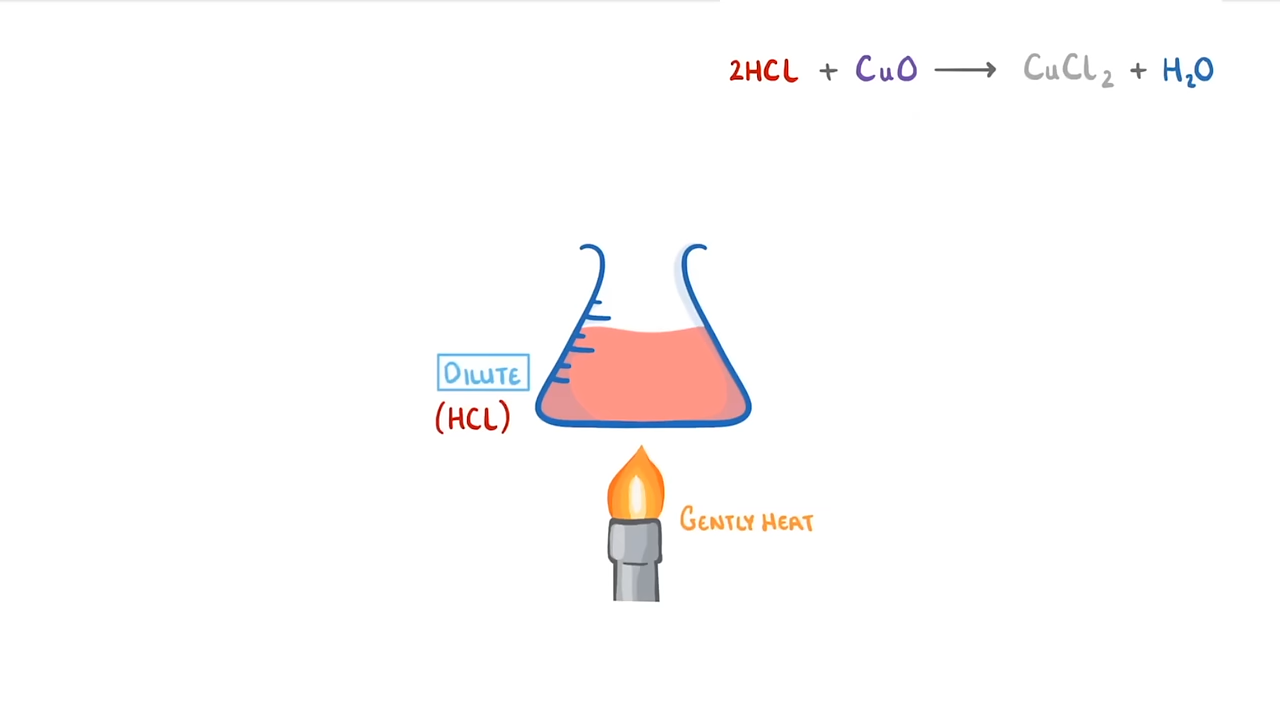 2HCL + CuO ⟶ CuCl₂ + H₂O
DILUTE
(HCL)
GENTLY HEAT